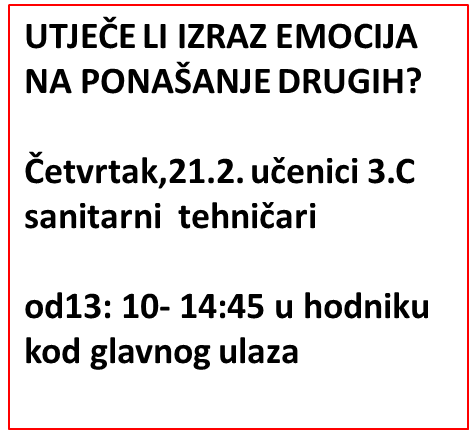 UTJEČE LI IZRAZ EMOCIJA
NA PONAŠANJE DRUGIH?
Četvrtak,21.2. učenici 3.C
sanitarni  tehničari
od13: 10- 14:45 u hodniku
kod glavnog ulaza